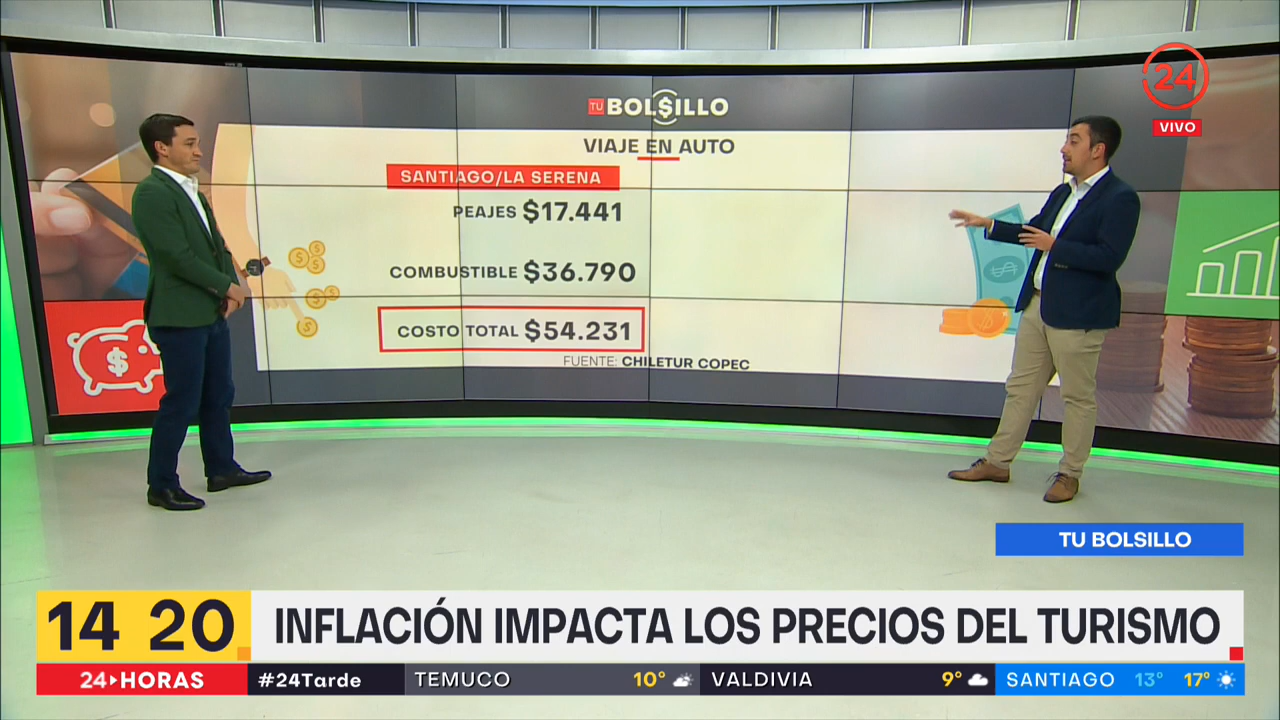 24
VIVO
TU BOLSILLO
VIAJE EN AUTO
SANTIAGO/LA SERENA
PEAJES $17.441
COMBUSTIBLE $36.790
COSTO TOTAL $54.231
FUENTE: CHILETUR COPEC
TU BOLSILLO
14 20
INFLACIÓN IMPACTA LOS PRECIOS DEL TURISMO
24 HORAS
#24Tarde
TEMUCO 10°
VALDIVIA 9°
SANTIAGO 13° 17°